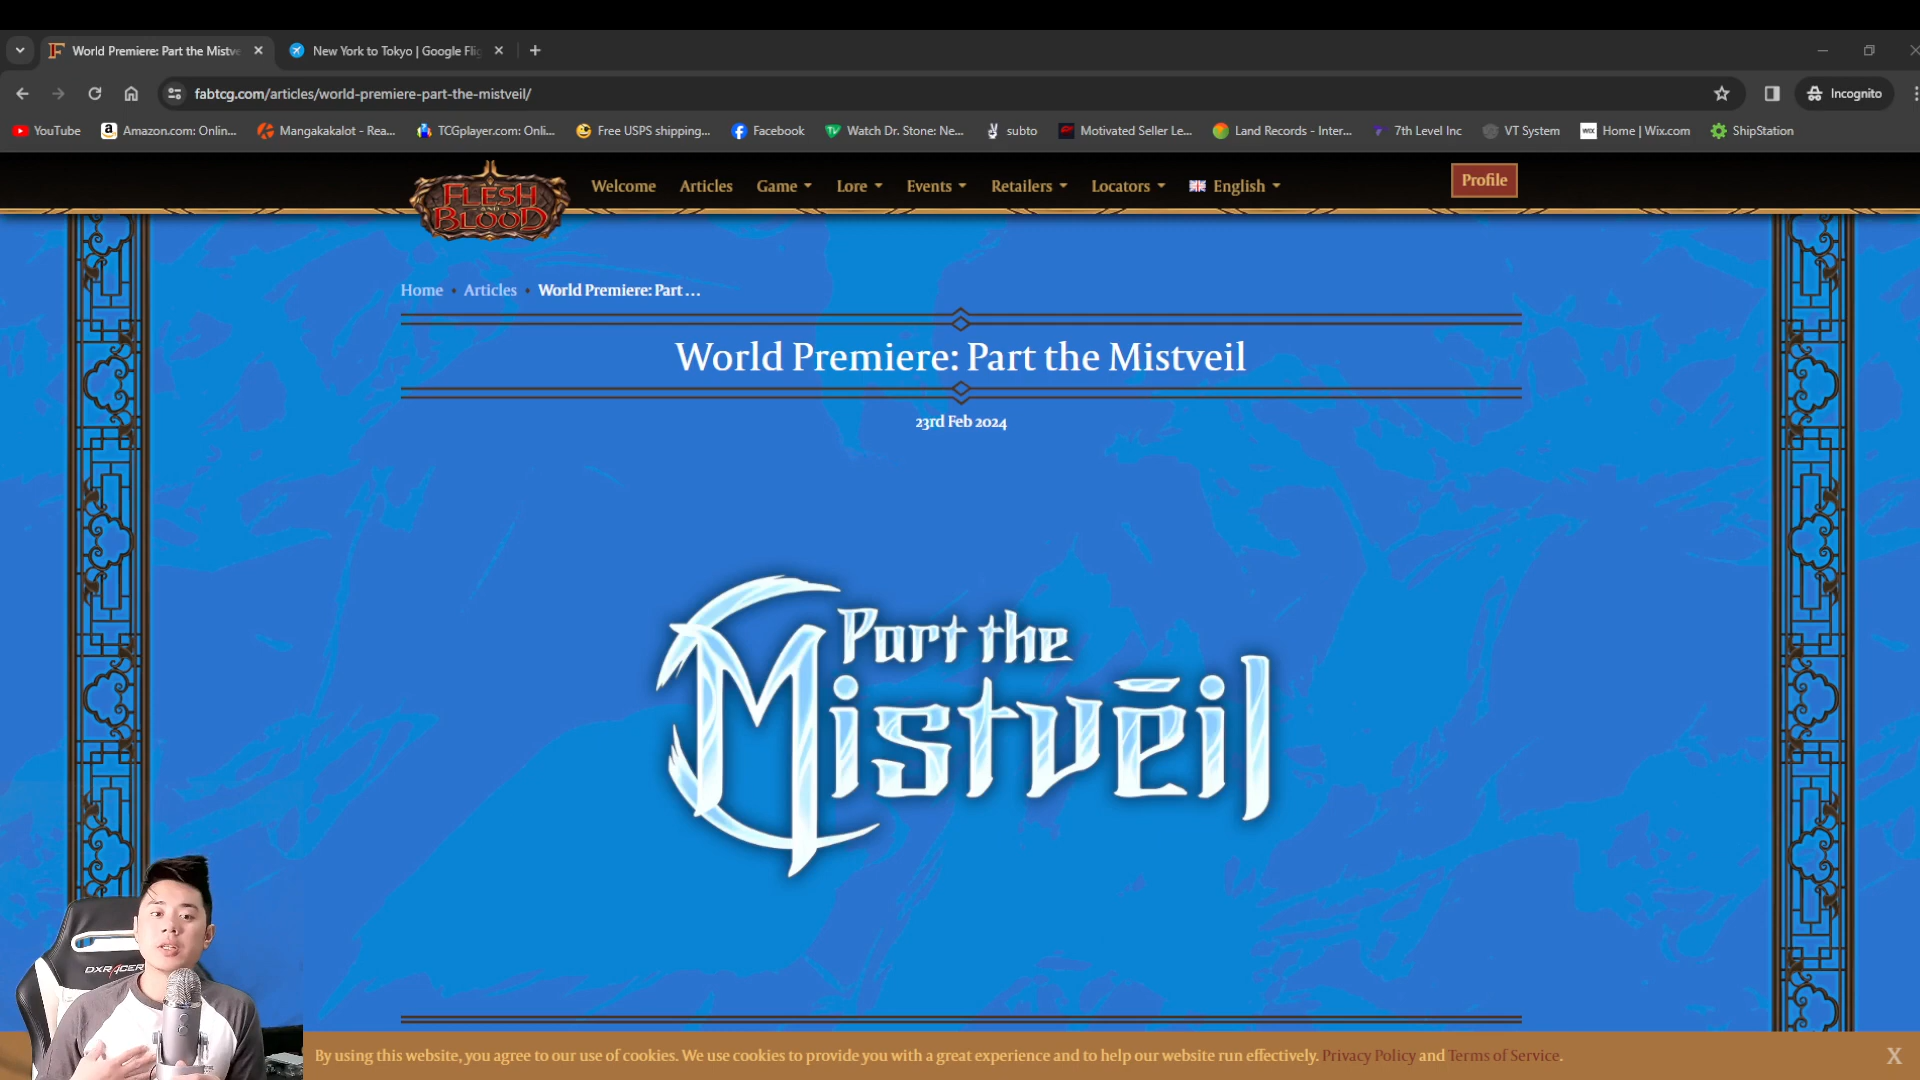 World Premiere: Part the Mistve
New York to Tokyo | Google Fli
fabtcg.com/articles/world-premiere-part-the-mistveil/
Incognito
YouTube
Amazon.com: Onlin...
Mangakakalot - Rea...
TCGplayer.com: Onli...
Free USPS shipping...
Facebook
Watch Dr. Stone: Ne...
subto
Motivated Seller Le...
Land Records - Inter...
7th Level Inc
VT System
WIX
Home | Wix.com
ShipStation
FLESH
AND
BLOOD
Welcome
Articles
Game
Lore
Events
Retailers
Locators
English
Profile
Home • Articles • World Premiere: Part ...
World Premiere: Part the Mistveil
23rd Feb 2024
Part the
Mistvēil
DXRACER
By using this website, you agree to our use of cookies. We use cookies to provide you with a great experience and to help our website run effectively. Privacy Policy and Terms of Service.
X